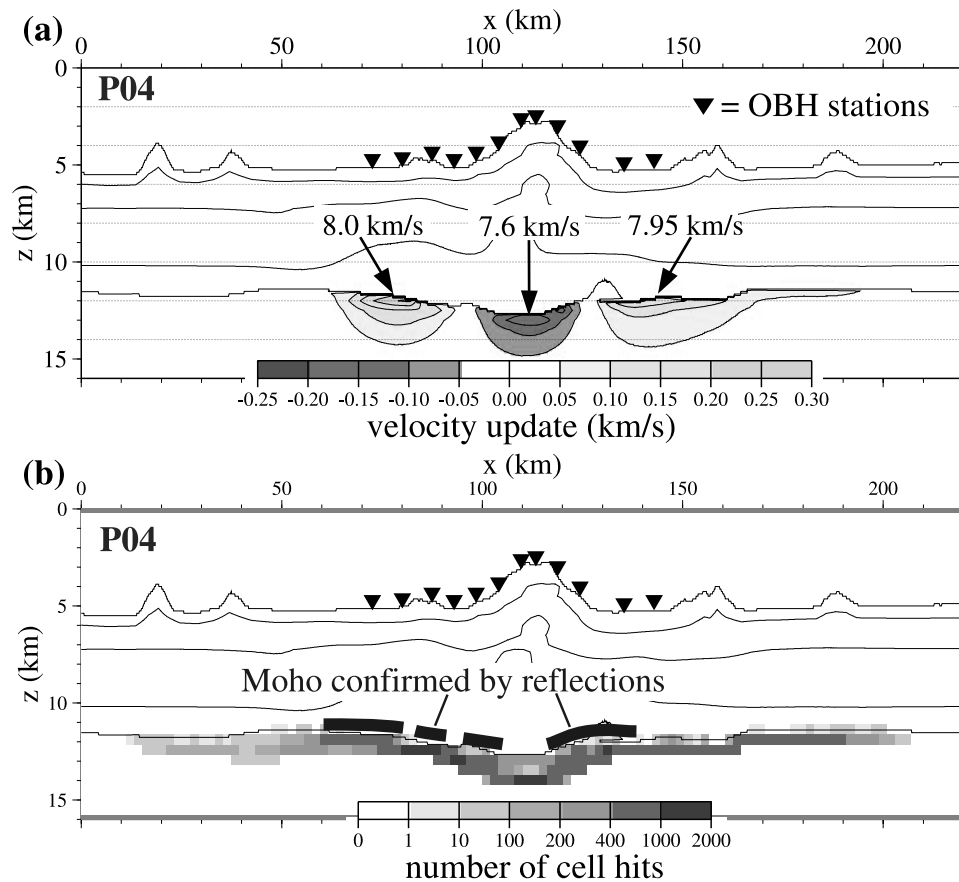 (a)
x (km)
0 50 100 150 200
P04
▼ = OBH stations
0
5
10
15
z (km)
8.0 km/s
7.6 km/s
7.95 km/s
-0.25 -0.20 -0.15 -0.10 -0.05 0.00 0.05 0.10 0.15 0.20 0.25 0.30
velocity update (km/s)
(b)
x (km)
0 50 100 150 200
P04
0
5
10
15
z (km)
Moho confirmed by reflections
0 1 10 100 200 400 1000 2000
number of cell hits